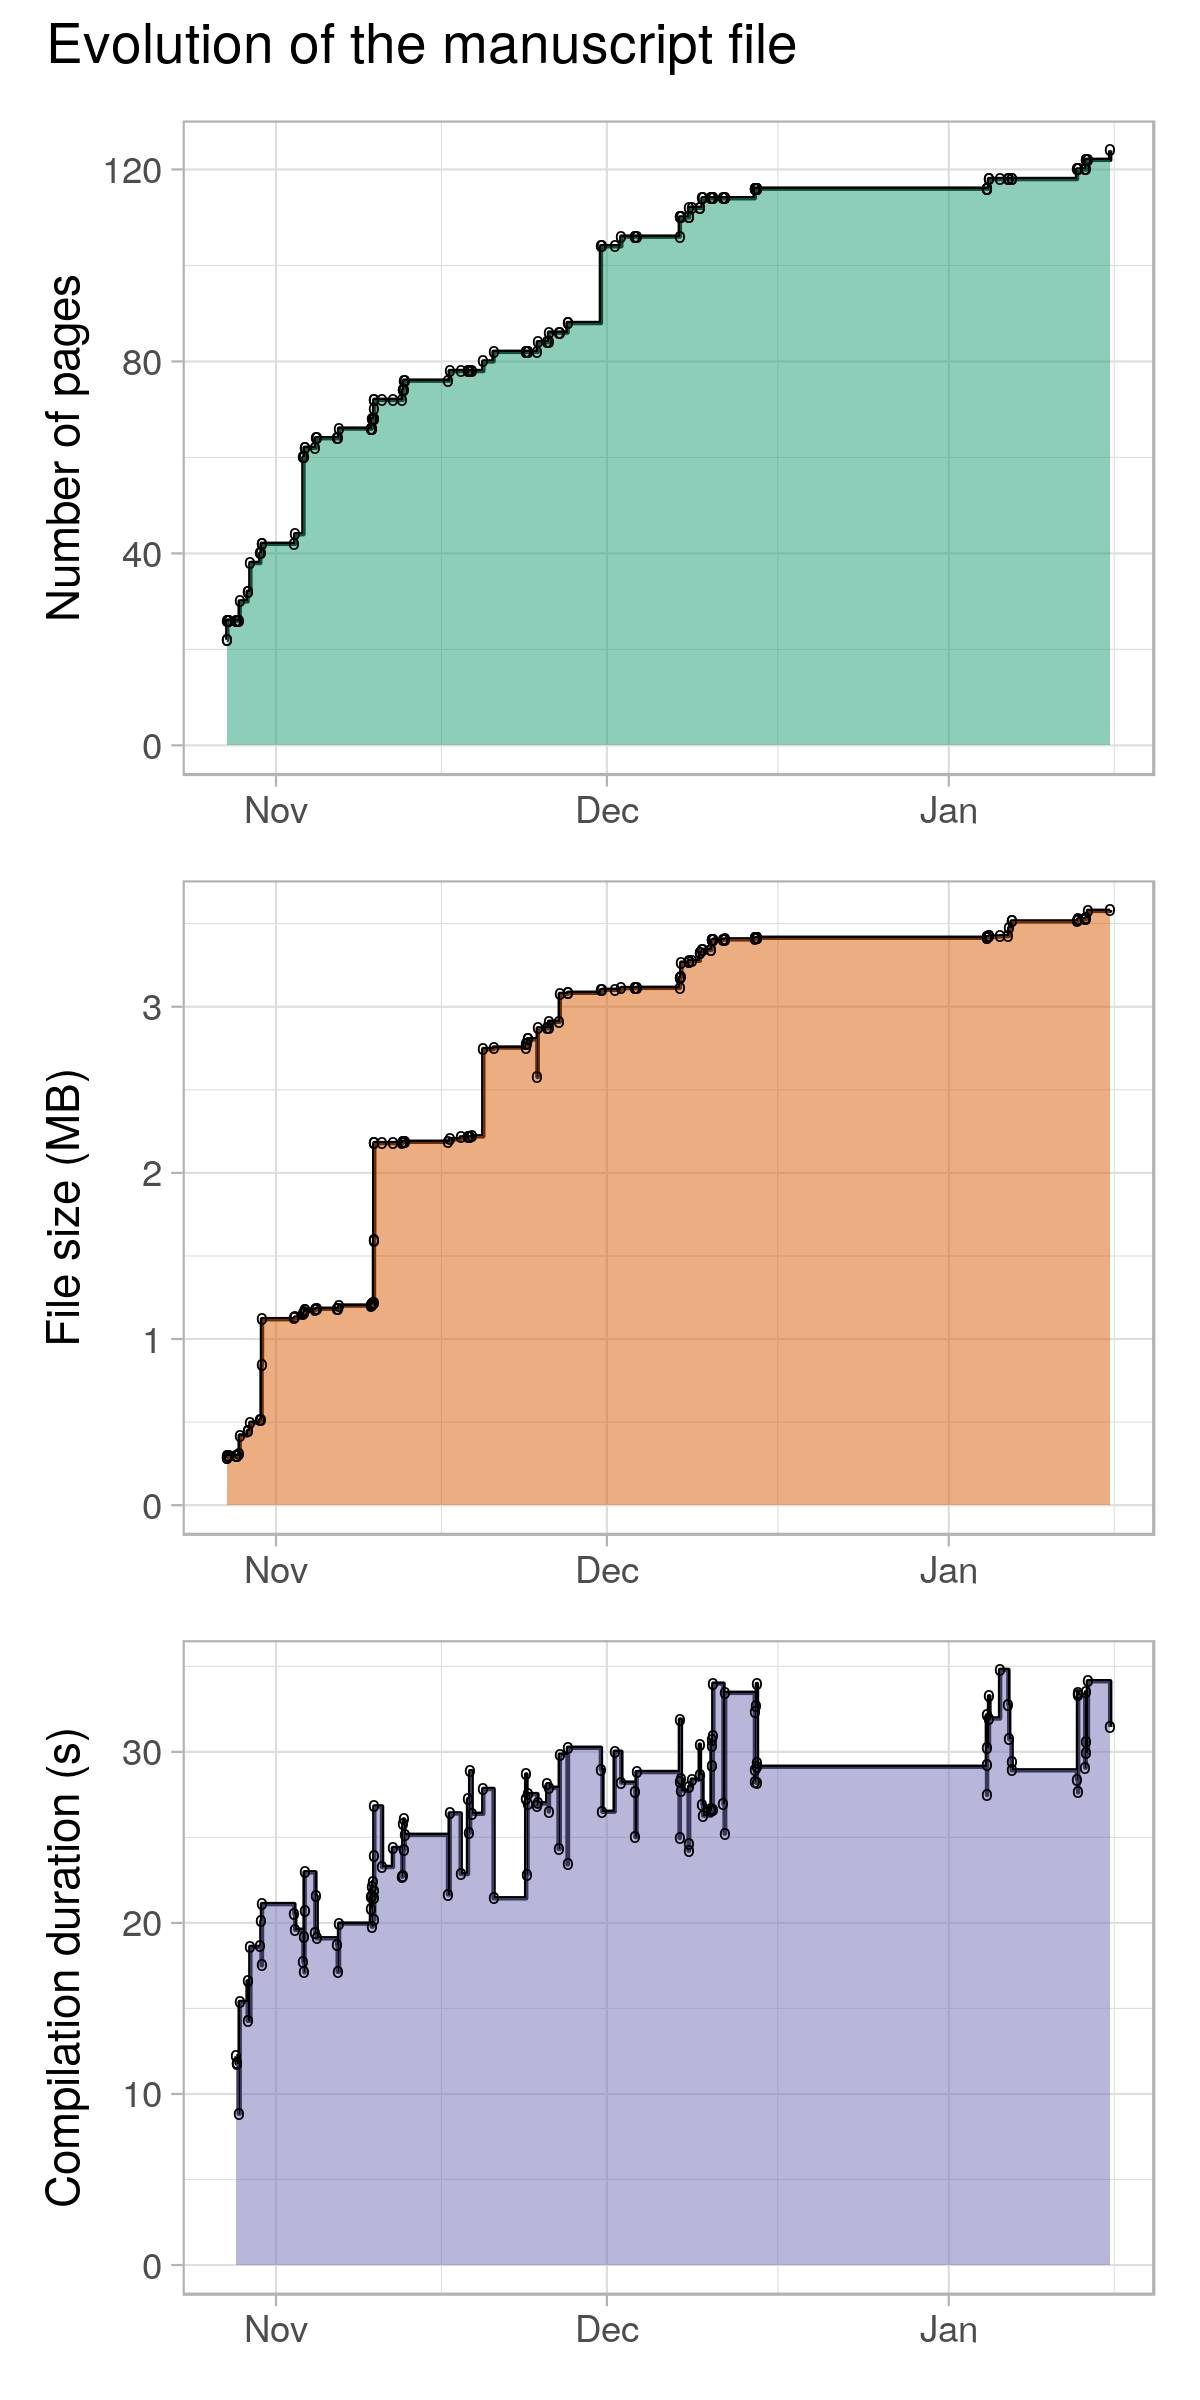 Evolution of the manuscript file
Number of pages
120
80
40
0
Nov Dec Jan
File size (MB)
3
2
1
0
Nov Dec Jan
Compilation duration (s)
30
20
10
0
Nov Dec Jan